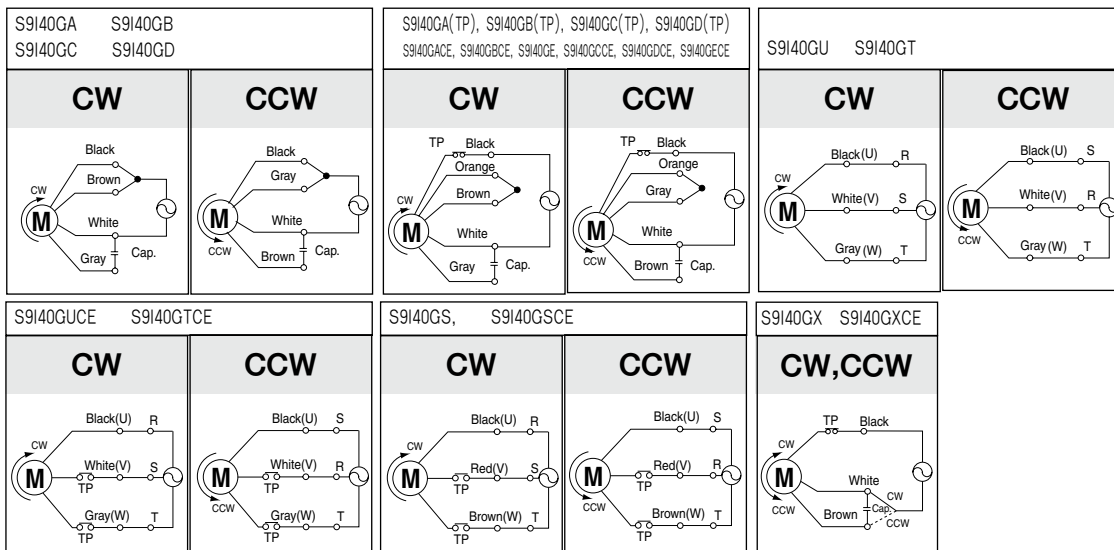 S9I40GA S9I40GB
S9I40GC S9I40GD
CW CCW
Black
Brown
CW
M
White
Gray
Cap.
Black
Gray
M
White
CCW
Brown
Cap.
S9I40GA(TP), S9I40GB(TP), S9I40GC(TP), S9I40GD(TP)
S9I40GACE, S9I40GBCE, S9I40GE, S9I40GCCE, S9I40GDCE, S9I40GECE
CW CCW
TP Black
Orange
Brown
CW
M
White
Gray
Cap.
TP Black
Orange
Gray
M
White
CCW
Brown
Cap.
S9I40GU S9I40GT
CW CCW
Black(U) R
CW
White(V) S
M
Gray(W) T
Black(U) S
White(V) R
M
CCW
Gray(W) T
S9I40GUCE S9I40GTCE
CW CCW
Black(U) R
CW
White(V) S
M
TP
Gray(W) T
TP
Black(U) S
White(V) R
M
TP
CCW
Gray(W) T
TP
S9I40GS, S9I40GSCE
CW CCW
Black(U) R
CW
Red(V) S
M
TP
Brown(W) T
TP
Black(U) S
Red(V) R
M
TP
CCW
Brown(W) T
TP
S9I40GX S9I40GXCE
CW,CCW
TP Black
CW
M
White
CW
Cap.
Brown
CCW
CCW